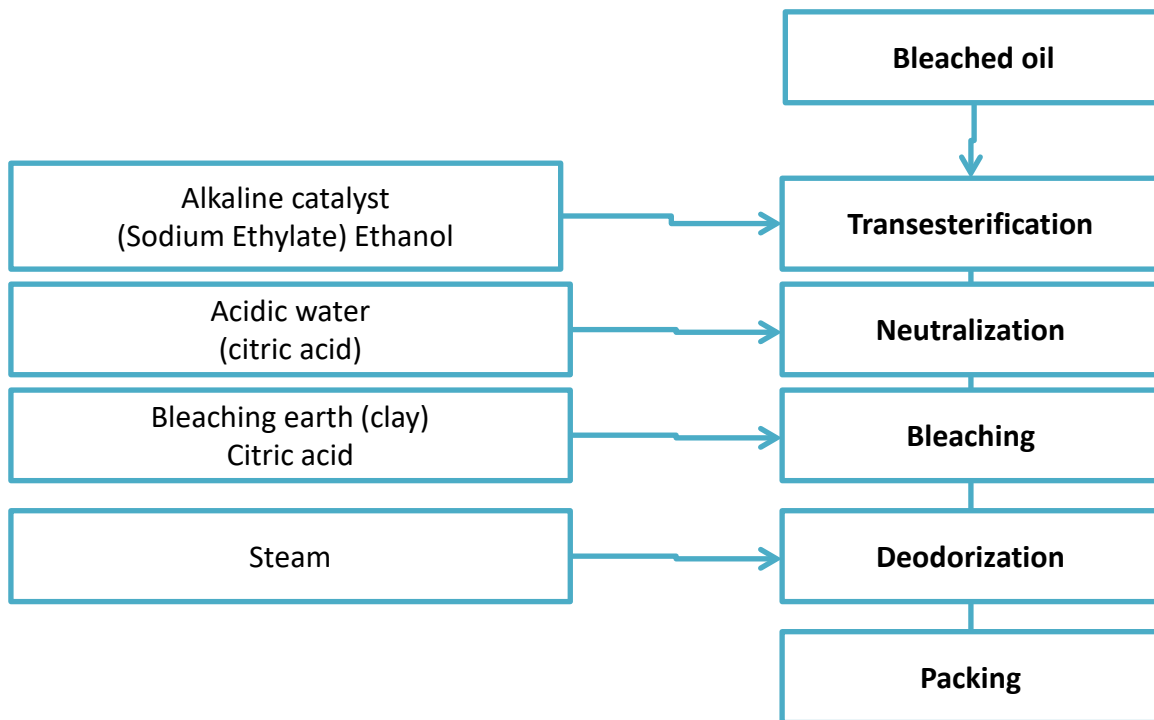 Bleached oil
Alkaline catalyst
(Sodium Ethylate) Ethanol
Transesterification
Acidic water
(citric acid)
Neutralization
Bleaching earth (clay)
Citric acid
Bleaching
Steam
Deodorization
Packing